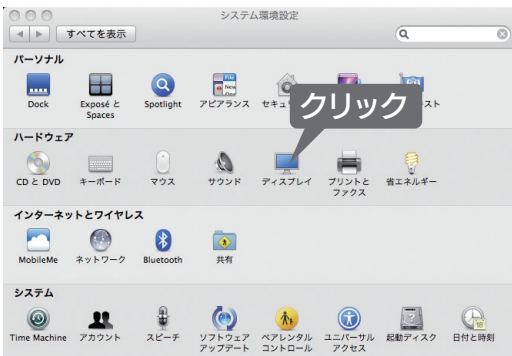 システム環境設定
すべてを表示
パーソナル
Dock
Exposé と
Spaces
Spotlight
アピアランス
セキュ
クリック
スト
ハードウェア
CD と DVD
キーボード
マウス
サウンド
ディスプレイ
プリントと
ファクス
省エネルギー
インターネットとワイヤレス
MobileMe
ネットワーク
Bluetooth
共有
システム
Time Machine
アカウント
スピーチ
ソフトウェア
アップデート
ペアレンタル
コントロール
ユニバーサル
アクセス
起動ディスク
日付と時刻